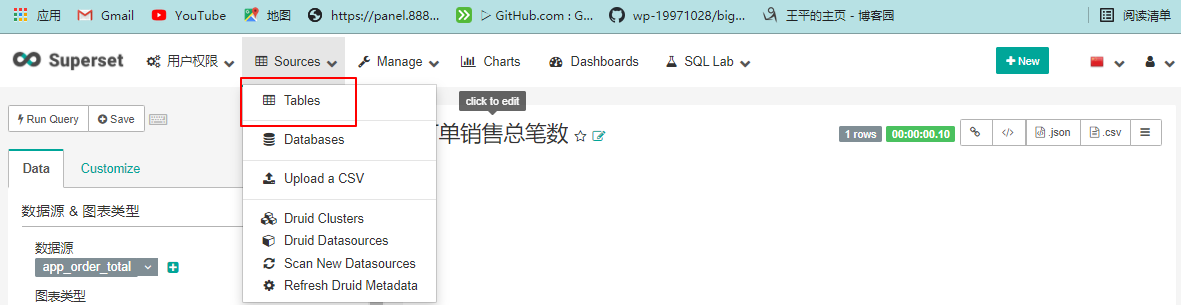 应用 Gmail YouTube 地图 https://panel.888... ▷ GitHub.com : G... wp-19971028/big... 王平的主页 - 博客园 阅读清单
Superset 用户权限 Sources Manage Charts Dashboards SQL Lab + New
Tables
Databases
Upload a CSV
Druid Clusters
Druid Datasources
Scan New Datasources
Refresh Druid Metadata
click to edit
Run Query Save
单销售总笔数 1 rows 00:00:00.10 .json .csv
Data Customize
数据源 & 图表类型
数据源
app_order_total
图表类型